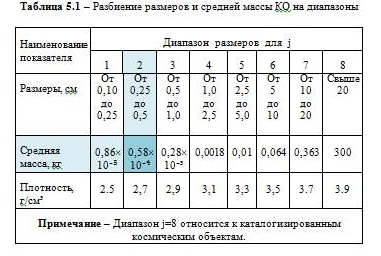 Таблица 5.1 – Разбиение размеров и средней массы КО на диапазоны
Наименование показателя Диапазон размеров для j
1 2 3 4 5 6 7 8
Размеры, см От 0,10 до 0,25 От 0,25 до 0,5 От 0,5 до 1,0 От 1,0 до 2,5 От 2,5 до 5,0 От 5 до 10 От 10 до 20 Свыше 20
Средняя масса, кг 0,86× 10⁻⁵ 0,58× 10⁻⁴ 0,28× 10⁻³ 0,0018 0,01 0,064 0,363 300
Плотность, г/см³ 2.5 2,7 2,9 3,1 3,3 3,5 3.7 3.9
Примечание – Диапазон j=8 относится к каталогизированным
космическим объектам.